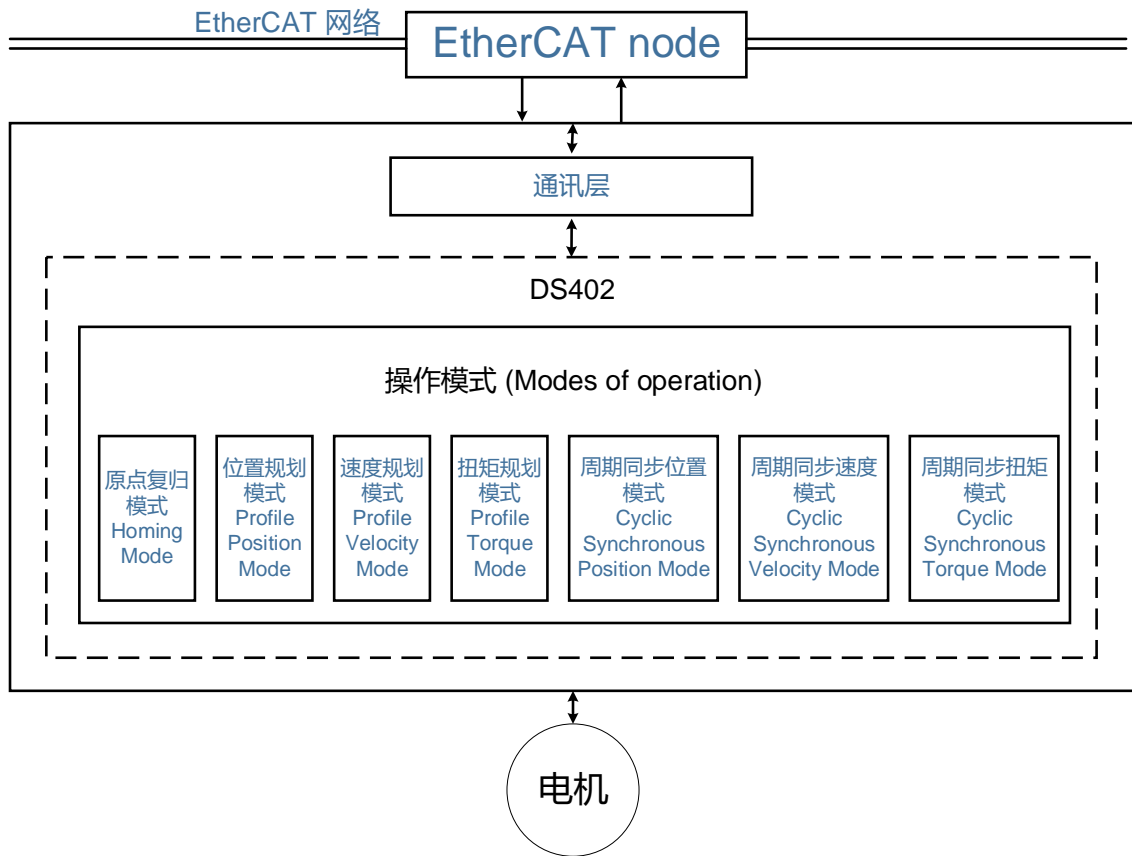 EtherCAT 网络
EtherCAT node
通讯层
DS402
操作模式 (Modes of operation)
原点复归
模式
Homing
Mode
位置规划
模式
Profile
Position
Mode
速度规划
模式
Profile
Velocity
Mode
扭矩规划
模式
Profile
Torque
Mode
周期同步位置
模式
Cyclic
Synchronous
Position Mode
周期同步速度
模式
Cyclic
Synchronous
Velocity Mode
周期同步扭矩
模式
Cyclic
Synchronous
Torque Mode
电机